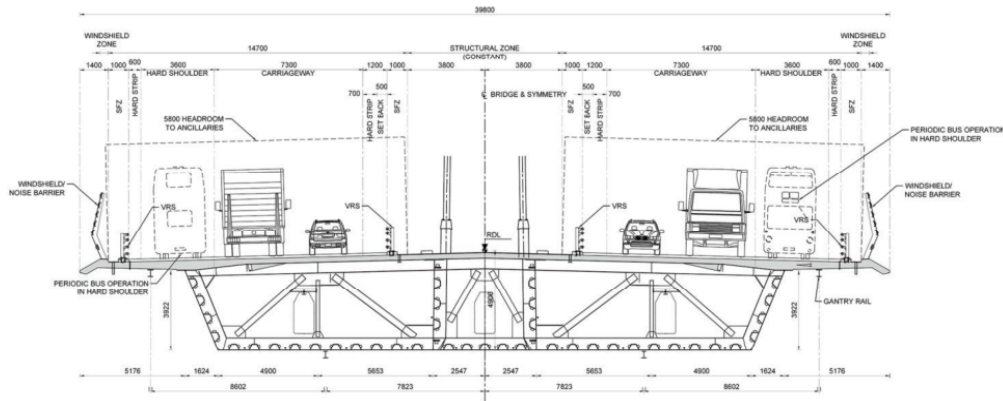 39800
WINDSHIELD ZONE
14700
STRUCTURAL ZONE
(CONSTANT)
14700
WINDSHIELD ZONE
1400
1000
600
3600
7300
1200
1000
3800
3800
1000
1200
7300
3600
600
1000
1400
SFZ
HARD STRIP
HARD SHOULDER
CARRIAGEWAY
700
500
HARD STRIP
SET BACK
SFZ
BRIDGE & SYMMETRY
SFZ
500
SET BACK
HARD STRIP
700
CARRIAGEWAY
HARD SHOULDER
HARD STRIP
SFZ
5800 HEADROOM
TO ANCILLARIES
5800 HEADROOM
TO ANCILLARIES
PERIODIC BUS OPERATION
IN HARD SHOULDER
WINDSHIELD/
NOISE BARRIER
WINDSHIELD/
NOISE BARRIER
VRS
VRS
VRS
VRS
RDL
PERIODIC BUS OPERATION
IN HARD SHOULDER
GANTRY RAIL
3922
4900
3922
5176
1624
4900
5653
2547
2547
5653
4900
1624
5176
8602
7823
7823
8602